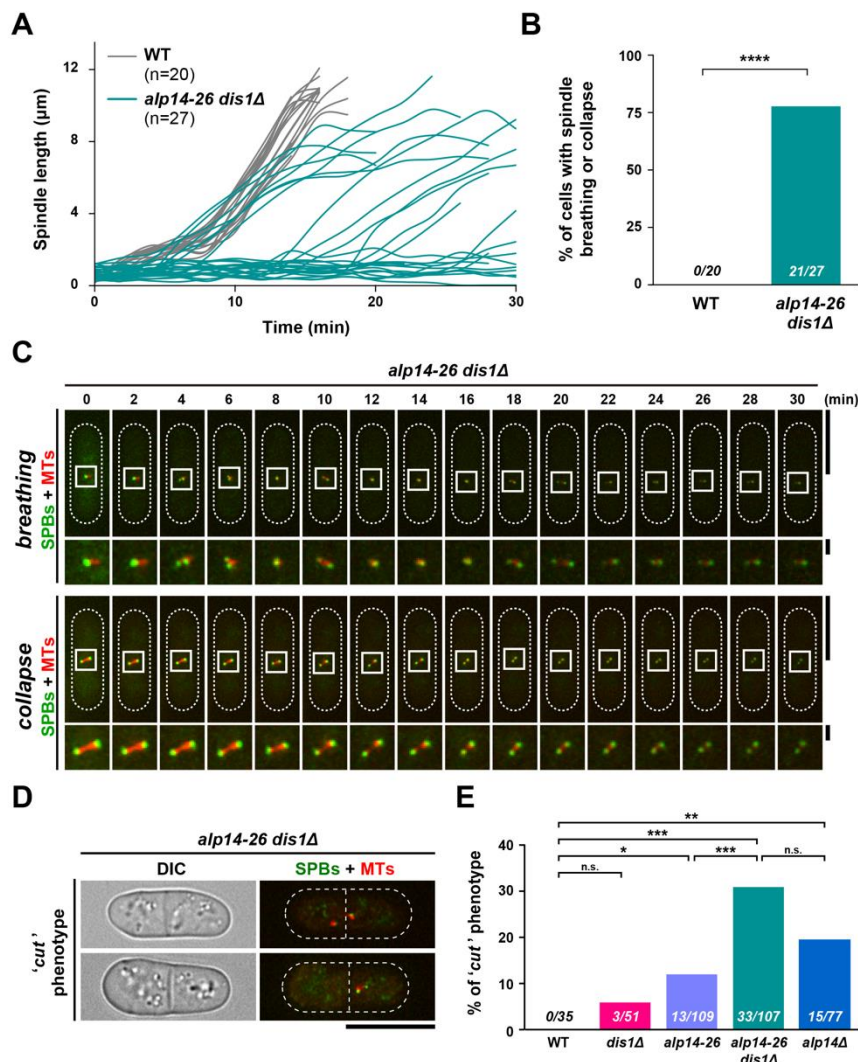 A
Spindle length (µm)
12
8
4
0
WT
(n=20)
alp14-26 dis1Δ
(n=27)
0
10
20
30
Time (min)
B
% of cells with spindle
breathing or collapse
100
75
50
25
0
****
0/20
21/27
WT
alp14-26
dis1Δ
C
alp14-26 dis1Δ
0 2 4 6 8 10 12 14 16 18 20 22 24 26 28 30 (min)
breathing
SPBs + MTs
collapse
SPBs + MTs
D
alp14-26 dis1Δ
DIC
SPBs + MTs
'cut'
phenotype
E
% of 'cut' phenotype
40
30
20
10
0
**
***
*
***
n.s.
n.s.
0/35
3/51
13/109
33/107
15/77
WT
dis1Δ
alp14-26
alp14-26
dis1Δ
alp14Δ